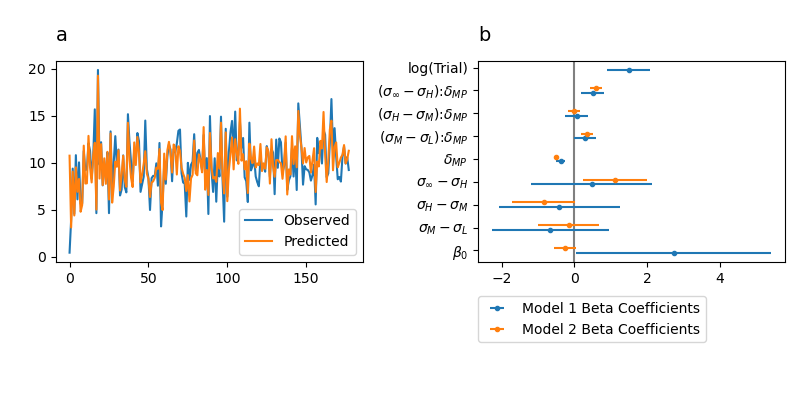 a
20
15
10
5
0
0
50
100
150
Observed
Predicted
b
log(Trial)
(σ∞ − σH):δMP
(σH − σM):δMP
(σM − σL):δMP
δMP
σ∞ − σH
σH − σM
σM − σL
β0
−2
0
2
4
Model 1 Beta Coefficients
Model 2 Beta Coefficients